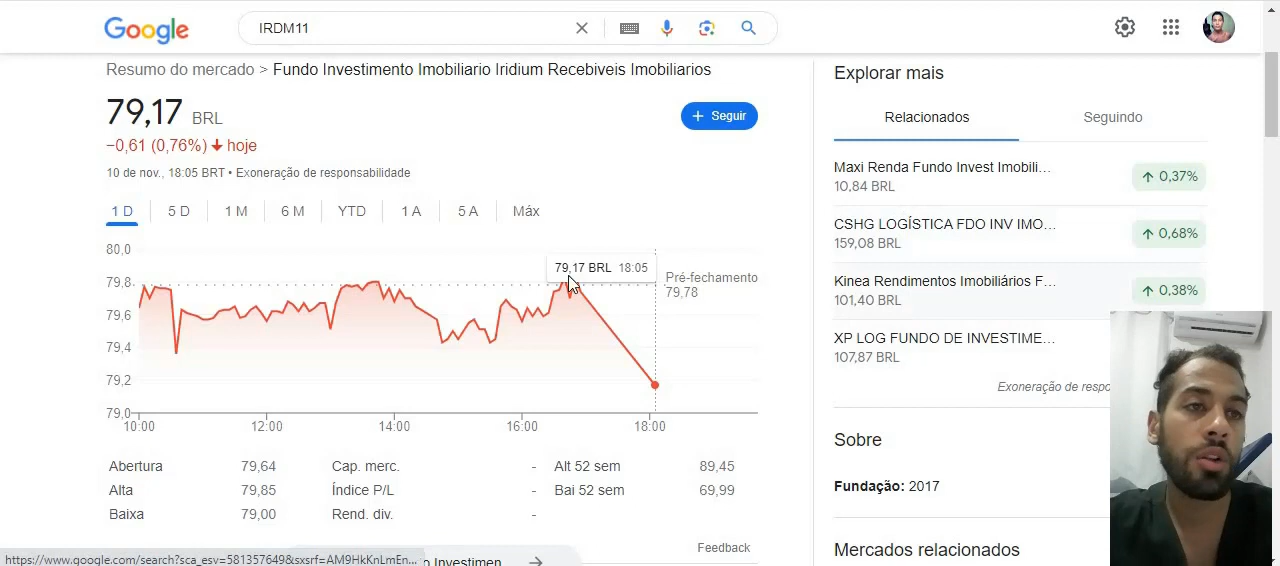 Google
IRDM11
Resumo do mercado > Fundo Investimento Imobiliario Iridium Recebiveis Imobiliarios
79,17 BRL
+ Seguir
−0,61 (0,76%) ↓ hoje
10 de nov., 18:05 BRT • Exoneração de responsabilidade
1 D 5 D 1 M 6 M YTD 1 A 5 A Máx
80,0
79,8
79,6
79,4
79,2
79,0
79,17 BRL 18:05
Pré-fechamento
79,78
10:00 12:00 14:00 16:00 18:00
Abertura 79,64 Cap. merc. - Alt 52 sem 89,45
Alta 79,85 Índice P/L - Bai 52 sem 69,99
Baixa 79,00 Rend. div. -
Feedback
https://www.google.com/search?sca_esv=581357649&sxsrf=AM9HkKnLmEn...
o Investimen
Explorar mais
Relacionados Seguindo
Maxi Renda Fundo Invest Imobili...
10,84 BRL
↑ 0,37%
CSHG LOGÍSTICA FDO INV IMO...
159,08 BRL
↑ 0,68%
Kinea Rendimentos Imobiliários F...
101,40 BRL
↑ 0,38%
XP LOG FUNDO DE INVESTIME...
107,87 BRL
Exoneração de respo
Sobre
Fundação: 2017
Mercados relacionados